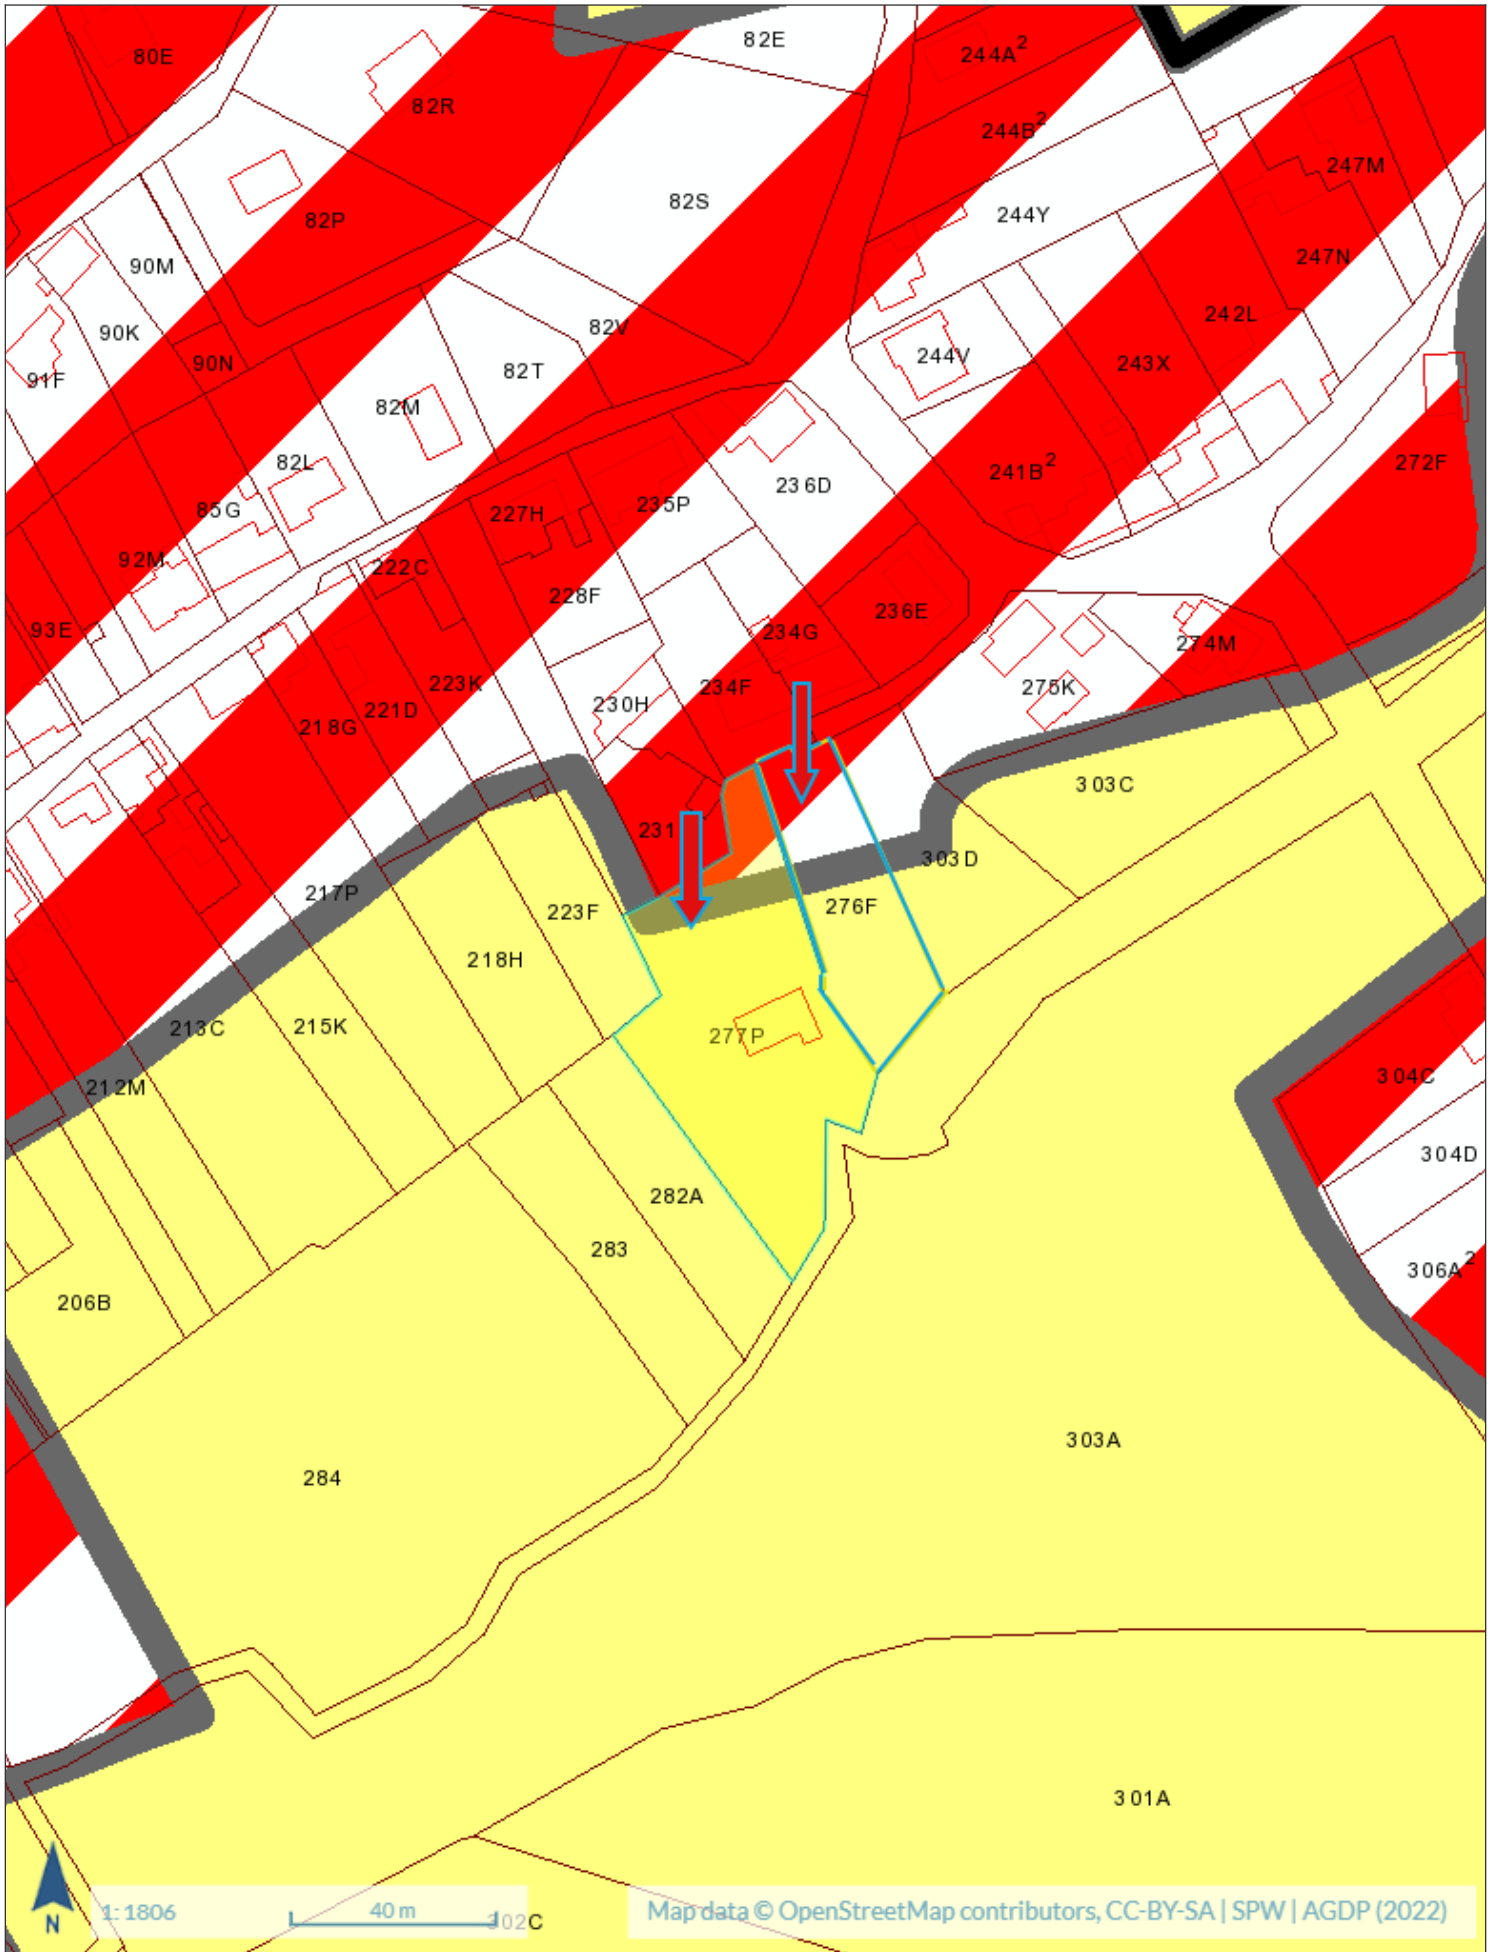 82E
244A²
80E
82R
244B²
247M
82S
82P
244Y
247N
90M
242L
90K
82V
244V
90N
243X
82T
91F
82M
82L
272F
241B²
236D
235P
85G
227H
92M
222C
228F
236E
93E
234G
274M
223K
234F
275K
230H
221D
218G
303C
231
303D
217P
276F
223F
218H
213C
215K
277P
304C
212M
304D
282A
283
306A²
206B
303A
284
301A
N
1: 1806
40 m
302C
Map data © OpenStreetMap contributors, CC-BY-SA | SPW | AGDP (2022)